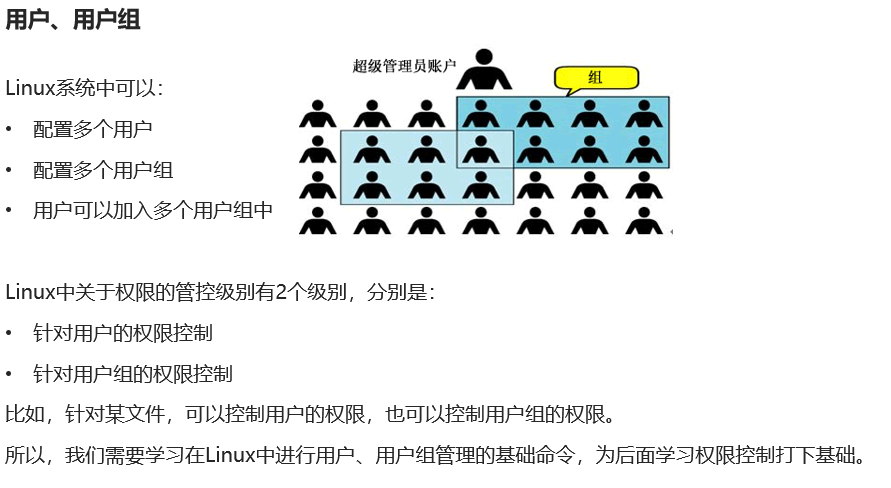 用户、用户组
超级管理员账户
组
Linux系统中可以：
• 配置多个用户
• 配置多个用户组
• 用户可以加入多个用户组中
Linux中关于权限的管控级别有2个级别，分别是：
• 针对用户的权限控制
• 针对用户组的权限控制
比如，针对某文件，可以控制用户的权限，也可以控制用户组的权限。
所以，我们需要学习在Linux中进行用户、用户组管理的基础命令，为后面学习权限控制打下基础。